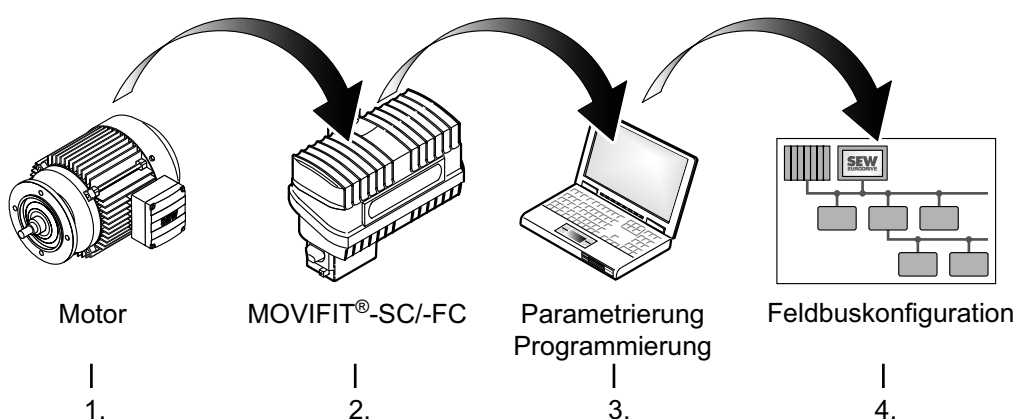 SEW
EURODRIVE
Motor
MOVIFIT®-SC/-FC
Parametrierung
Programmierung
Feldbuskonfiguration
1.
2.
3.
4.